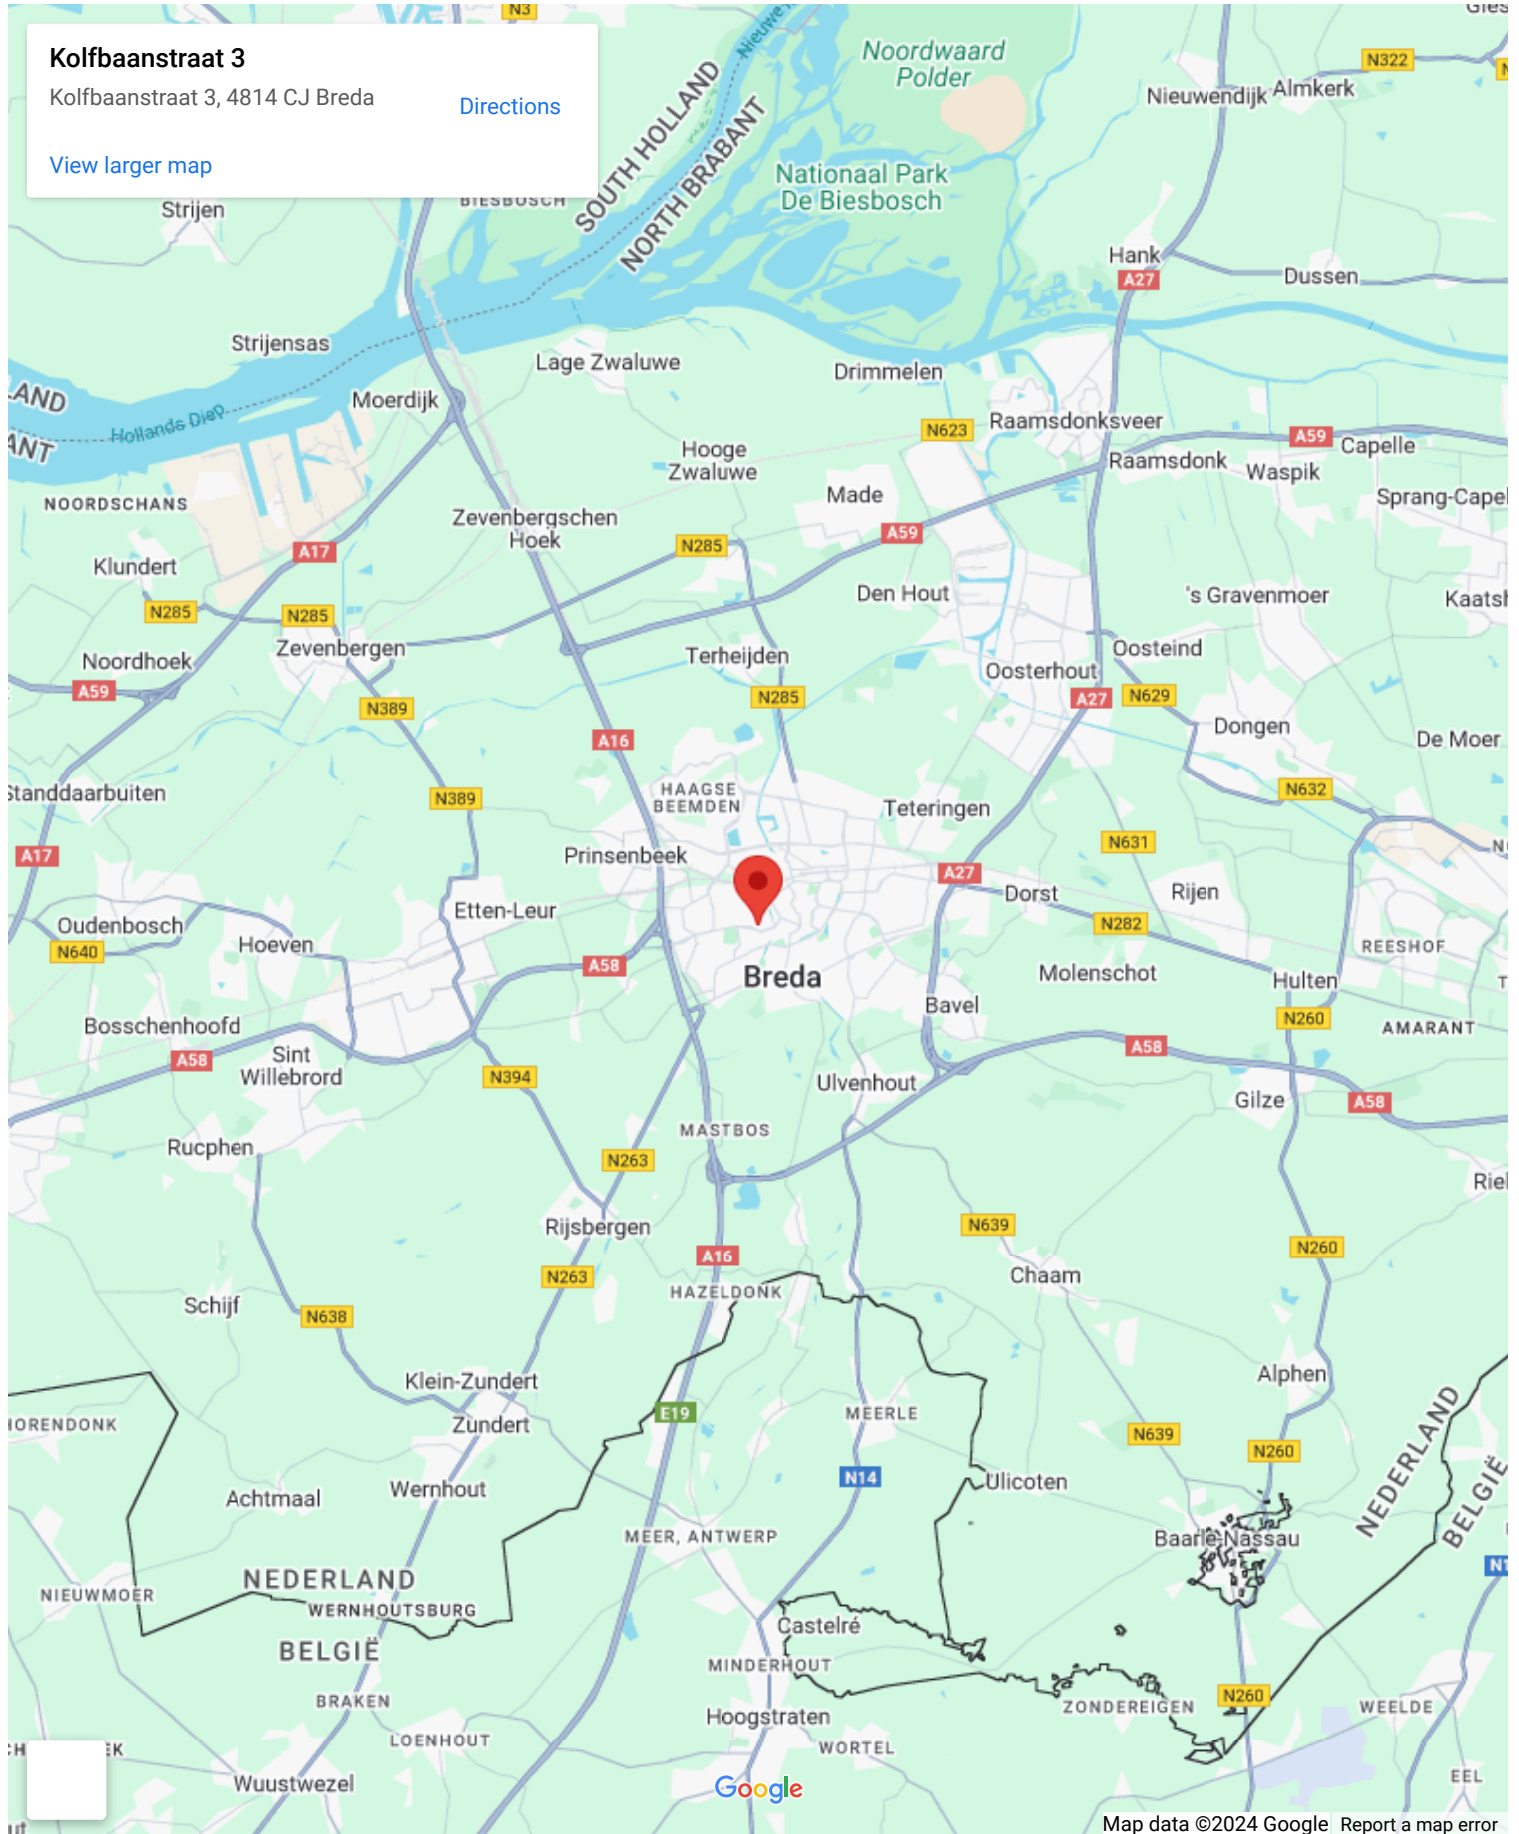 N3
Gies
Kolfbaanstraat 3
Kolfbaanstraat 3, 4814 CJ Breda
Directions
View larger map
Nieuwe
Noordwaard
Polder
N322
Nieuwendijk
Almkerk
SOUTH HOLLAND
NORTH BRABANT
Nationaal Park
De Biesbosch
BIESBOSCH
Strijen
Hank
A27
Dussen
Strijensas
Lage Zwaluwe
Drimmelen
LAND
ANT
Hollands Diep
Moerdijk
N623
Raamsdonksveer
A59
Capelle
Hooge
Zwaluwe
Raamsdonk
Waspik
Made
Sprang-Capel
NOORDSCHANS
Zevenbergschen
Hoek
A17
N285
A59
Klundert
Den Hout
's Gravenmoer
Kaatsh
N285
N285
Zevenbergen
Terheijden
Oosteind
Noordhoek
Oosterhout
A59
N285
A27
N629
N389
Dongen
A16
De Moer
Standdaarbuiten
N389
HAAGSE
BEEMDEN
Teteringen
N632
A17
Prinsenbeek
N631
A27
Dorst
Rijen
Etten-Leur
Oudenbosch
N282
N640
Hoeven
REESHOF
A58
Breda
Molenschot
Hulten
Bavel
N260
AMARANT
Bosschenhoofd
A58
Sint
Willebrord
A58
N394
Ulvenhout
Gilze
A58
MASTBOS
Rucphen
N263
Riel
Rijsbergen
N639
A16
N260
N263
Chaam
HAZELDONK
Schijf
N638
Klein-Zundert
Alphen
E19
MEERLE
HORENDONK
Zundert
N639
N260
NEDERLAND
BELGIË
N14
Ulicoten
Wernhout
Achtmaal
MEER, ANTWERP
Baarle-Nassau
NEDERLAND
NIEUWMOER
WERNHOUTSBURG
Castelré
BELGIË
MINDERHOUT
BRAKEN
N260
ZONDEREIGEN
WEELDE
Hoogstraten
LOENHOUT
WORTEL
EK
Wuustwezel
Google
EEL
Map data ©2024 Google
Report a map error